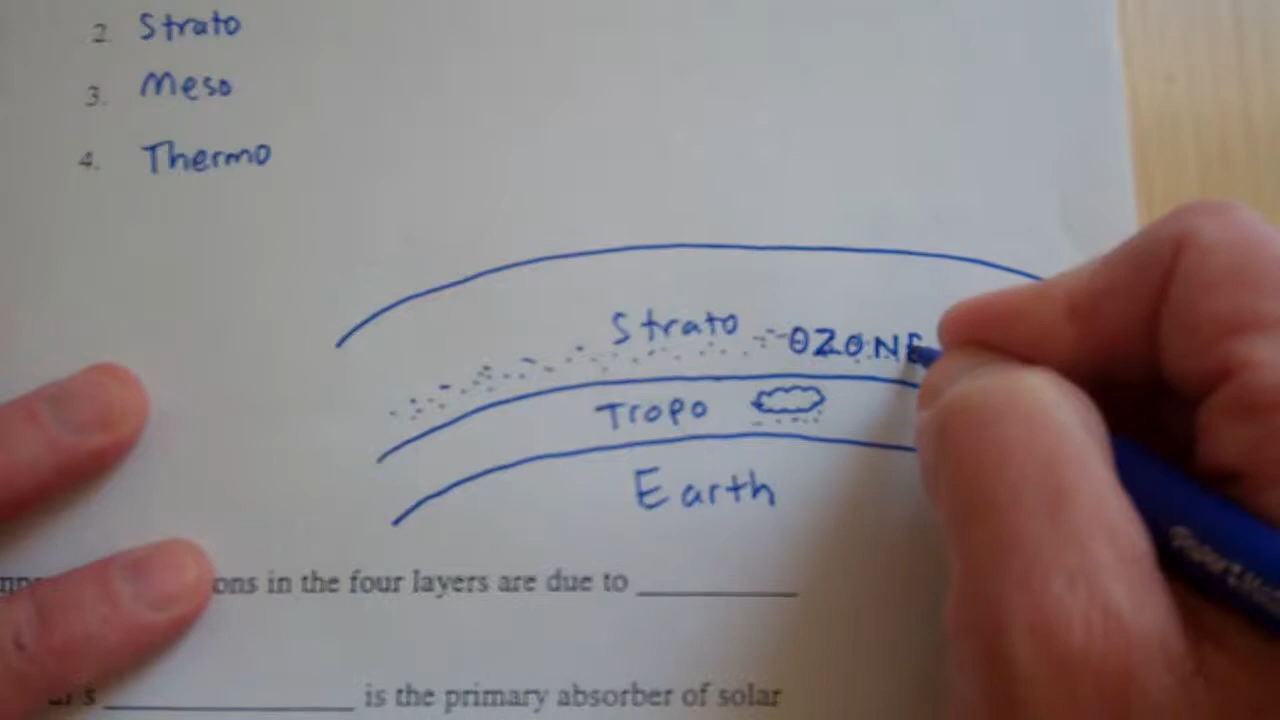 2. Strato
3. Meso
4. Thermo
Strato OZONE
Tropo
Earth
in the four layers are due to
is the primary absorber of solar